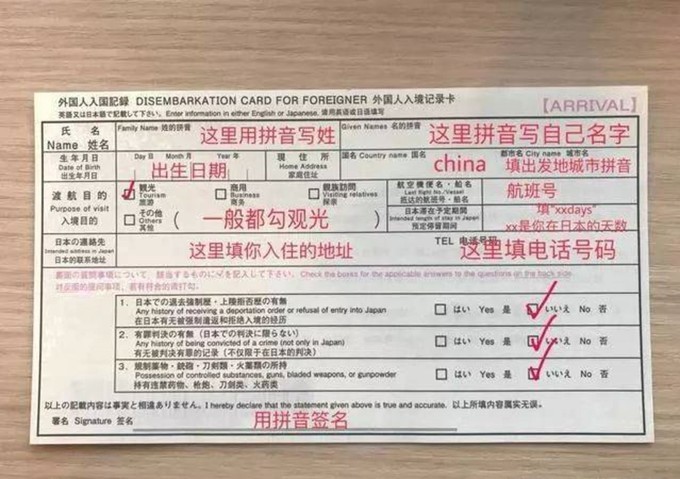 外国人入国記録 DISEMBARKATION CARD FOR FOREIGNER 外国人入境记录卡
英語又は日本語で記載して下さい。 Enter information in either English or Japanese. 请用英语或日语填写
【ARRIVAL】
氏 名
Name 姓名
Family Name 姓的拼音
这里用拼音写姓
Given Names 名的拼音
这里拼音写自己名字
生年月日
Date of Birth
出生年月日
Day 日 Month 月 Year 年
出生日期
現 住 所
Home Address
家庭住址
国名 Country name 国名
china
都市名 City name 城市名
填出发地城市拼音
渡航目的
Purpose of visit
入境目的
観光
Tourism
旅游
商用
Business
商务
親族訪問
Visiting relatives
探亲
その他
Others
其他
(一般都勾观光)
航空機便名・船名
Last flight No./Vessel
抵达的航班号・船名
航班号
日本滞在予定期間
Intended length of stay in Japan
预定停留期间
填“xxdays”
xx是你在日本的天数
日本の連絡先
Intended address in Japan
日本的联系地址
这里填你入住的地址
TEL 电话号码
这里填电话号码
裏面の質問事項について、該当するものに✓を記入して下さい。 Check the boxes for the applicable answers to the questions on the back side.
对反面的提问事项，若有符合的请打勾。
1. 日本での退去強制歴・上陸拒否歴の有無
Any history of receiving a deportation order or refusal of entry into Japan
在日本有无被强制遣返和拒绝入境的经历
はい Yes 是 いいえ No 否
2. 有罪判決の有無 (日本での判決に限らない)
Any history of being convicted of a crime (not only in Japan)
有无被判决有罪的记录 (不仅限于在日本的判决)
はい Yes 是 いいえ No 否
3. 規制薬物・銃砲・刀剣類・火薬類の所持
Possession of controlled substances, guns, bladed weapons, or gunpowder
持有违禁药物、枪炮、刀剑类、火药类
はい Yes 是 いいえ No 否
以上の記載内容は事実と相違ありません。I hereby declare that the statement given above is true and accurate. 以上所填内容属实无误。
署名 Signature 签名
用拼音签名